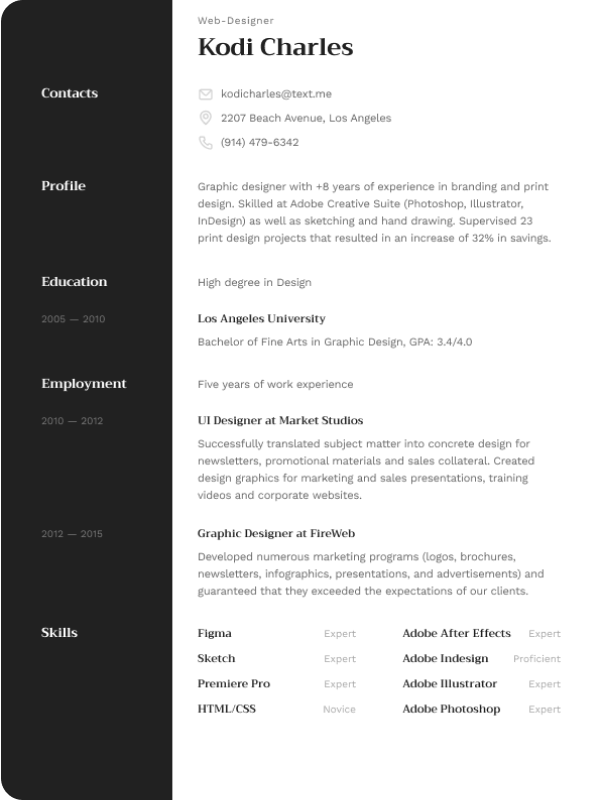 Web-Designer
Kodi Charles
Contacts
kodicharles@text.me
2207 Beach Avenue, Los Angeles
(914) 479-6342
Profile
Graphic designer with +8 years of experience in branding and print
design. Skilled at Adobe Creative Suite (Photoshop, Illustrator,
InDesign) as well as sketching and hand drawing. Supervised 23
print design projects that resulted in an increase of 32% in savings.
Education
High degree in Design
2005 — 2010
Los Angeles University
Bachelor of Fine Arts in Graphic Design, GPA: 3.4/4.0
Employment
Five years of work experience
2010 — 2012
UI Designer at Market Studios
Successfully translated subject matter into concrete design for
newsletters, promotional materials and sales collateral. Created
design graphics for marketing and sales presentations, training
videos and corporate websites.
2012 — 2015
Graphic Designer at FireWeb
Developed numerous marketing programs (logos, brochures,
newsletters, infographics, presentations, and advertisements) and
guaranteed that they exceeded the expectations of our clients.
Skills
Figma Expert Adobe After Effects Expert
Sketch Expert Adobe Indesign Proficient
Premiere Pro Expert Adobe Illustrator Expert
HTML/CSS Novice Adobe Photoshop Expert